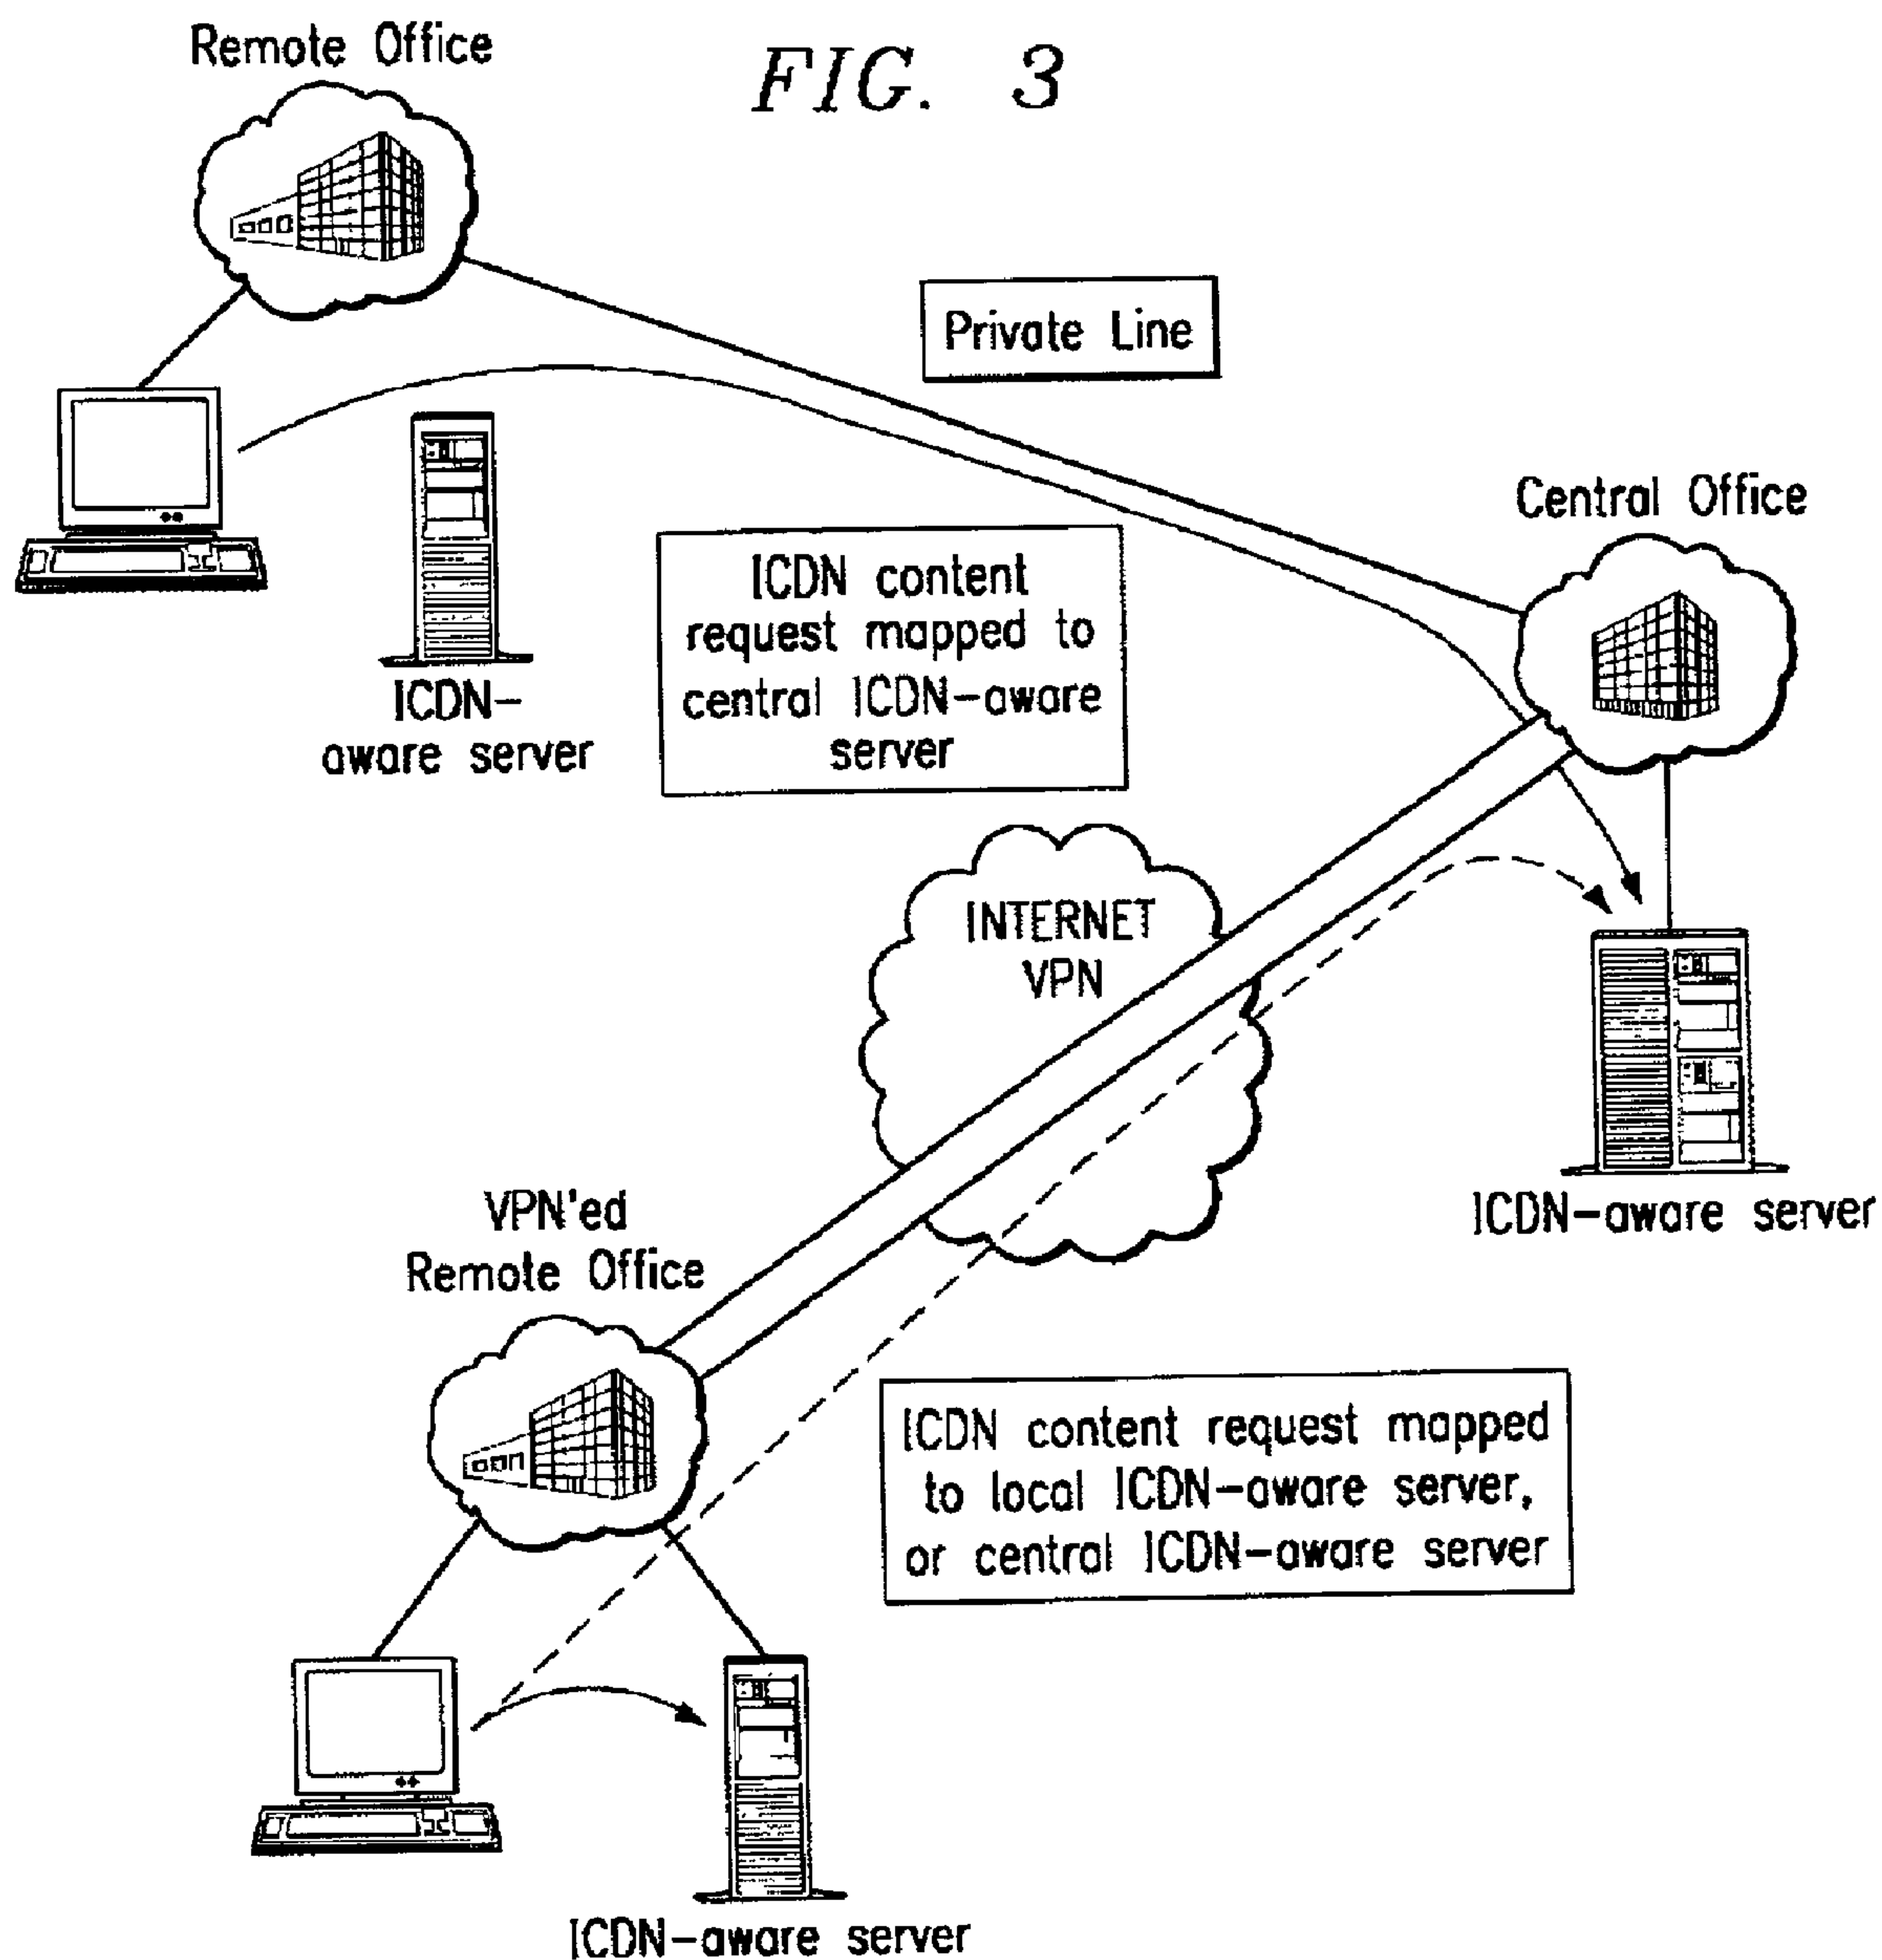 Remote Office
FIG. 3
Private Line
Central Office
ICDN content
request mapped to
central ICDN-aware
server
ICDN-
aware server
INTERNET
VPN
ICDN-aware server
VPN'ed
Remote Office
ICDN content request mapped
to local ICDN-aware server,
or central ICDN-aware server
ICDN-aware server